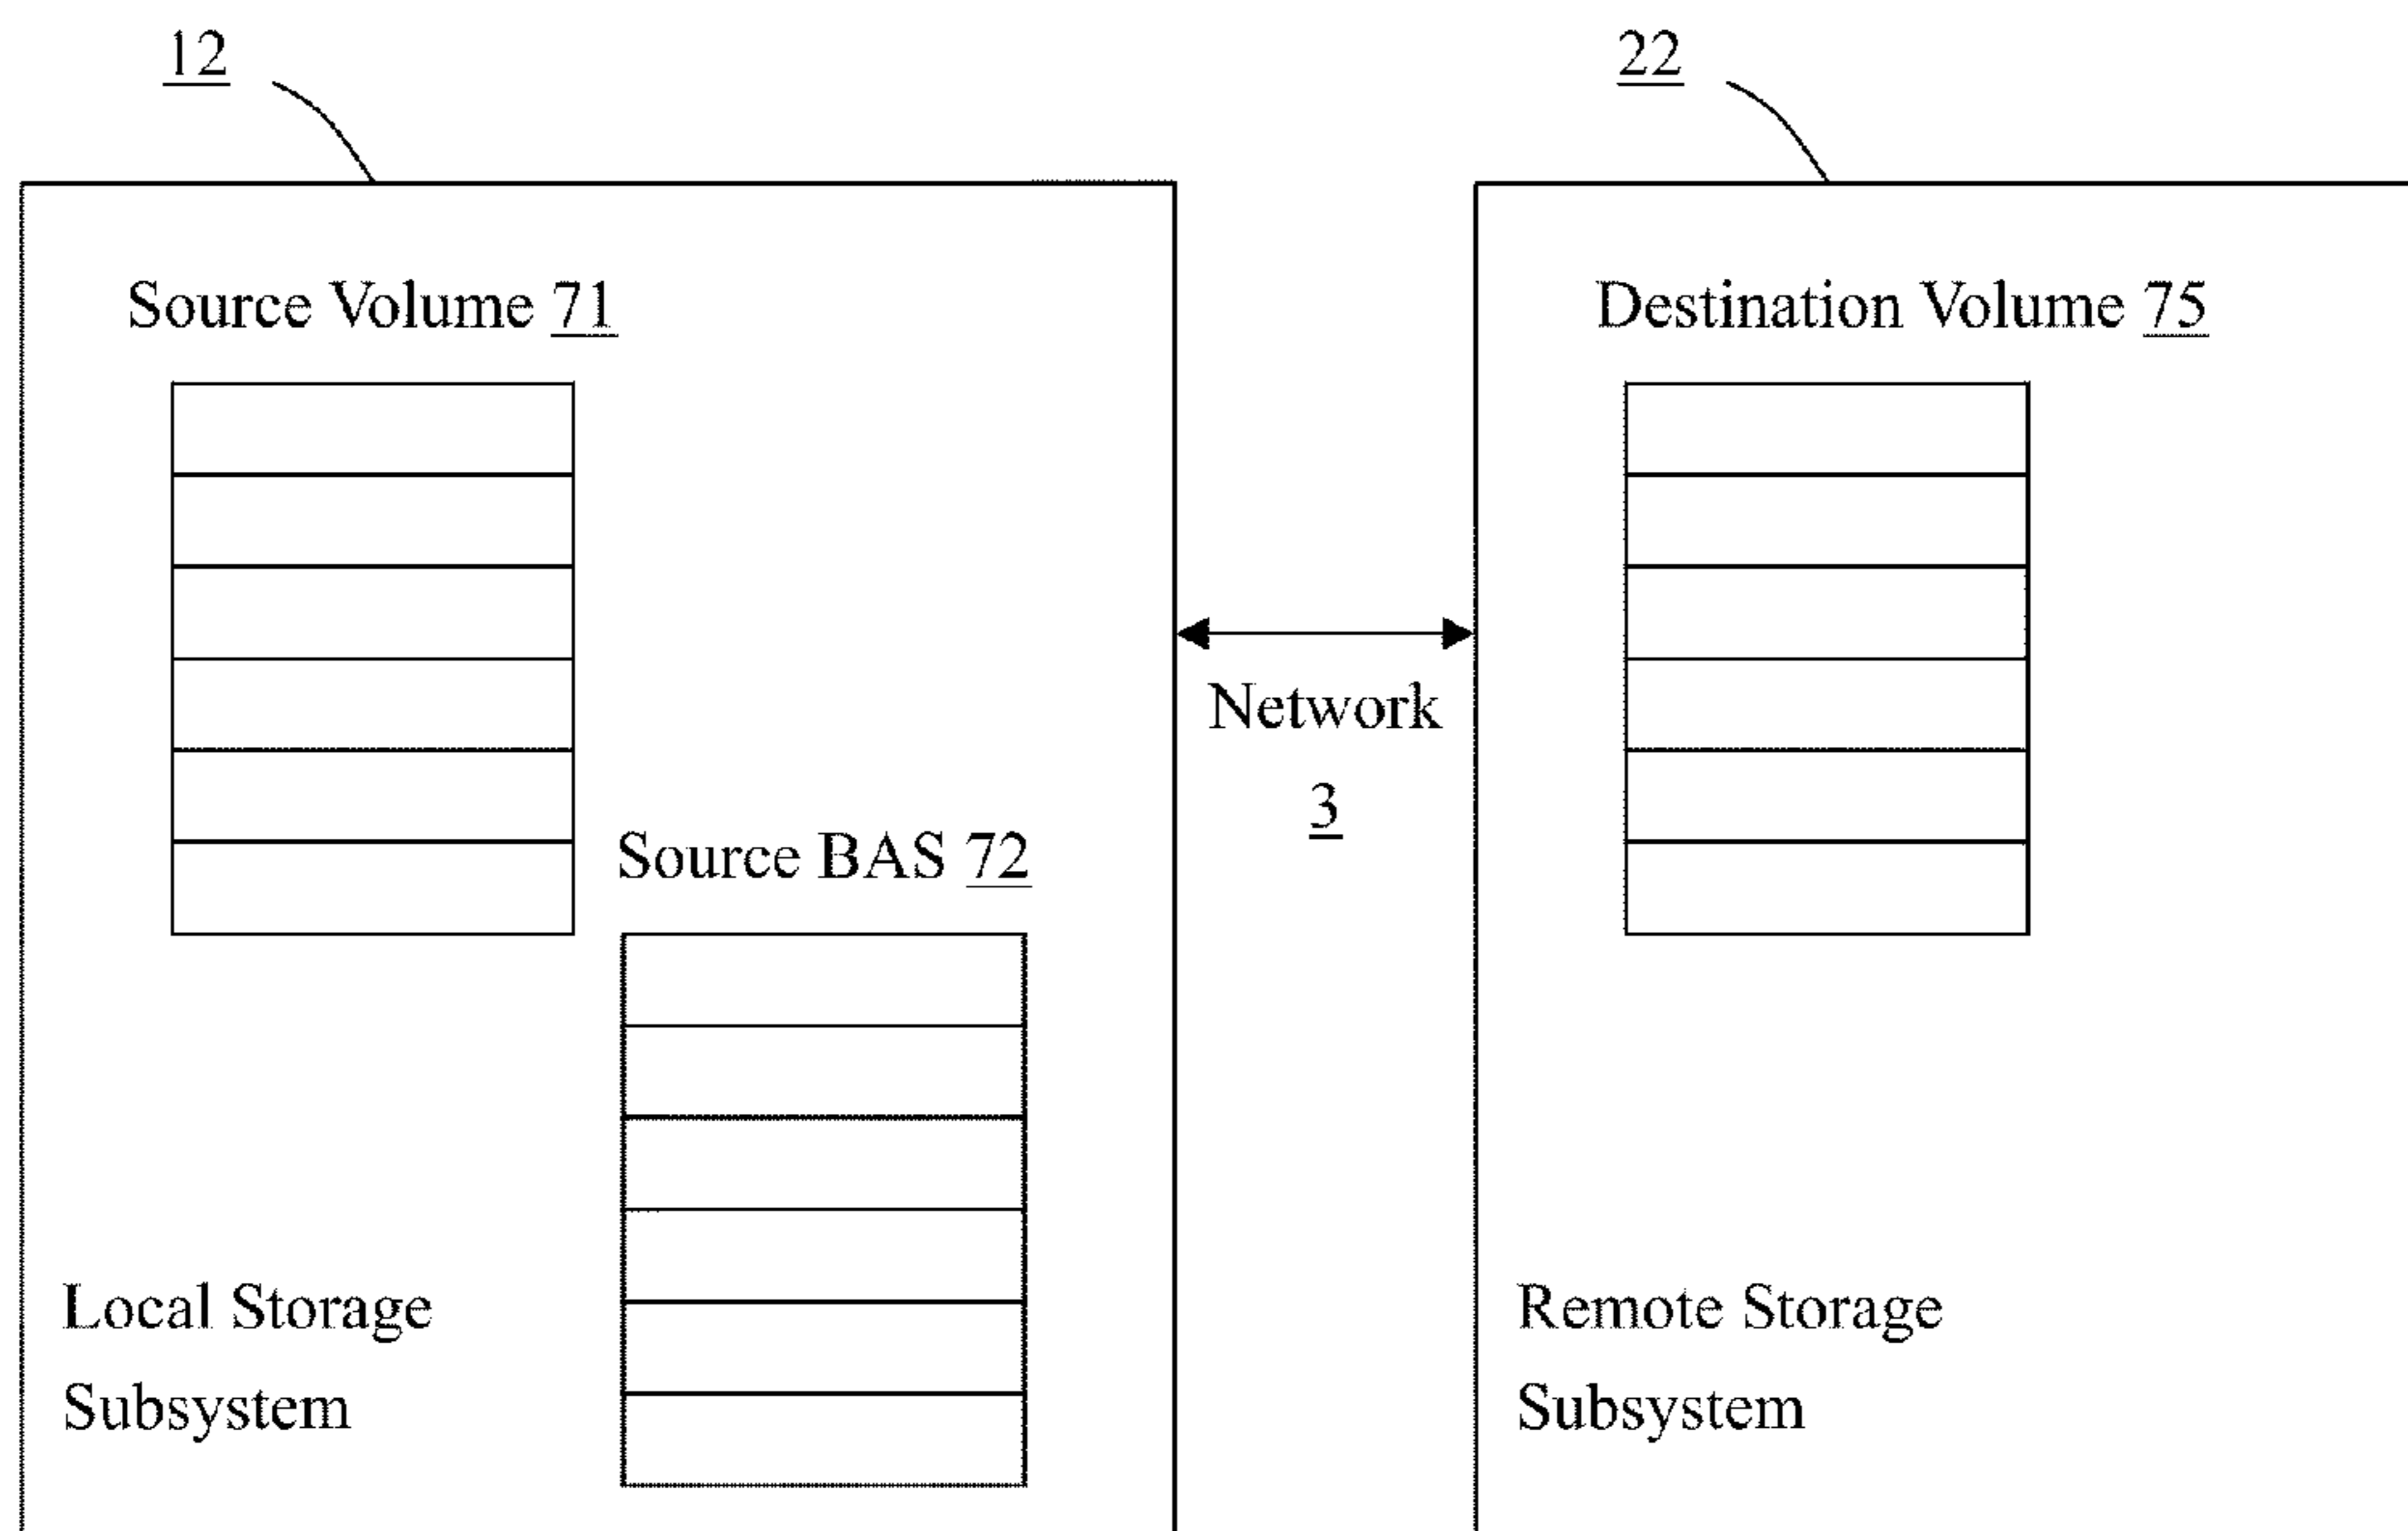 12
22
Source Volume 71
Destination Volume 75
Network
3
Source BAS 72
Local Storage
Subsystem
Remote Storage
Subsystem